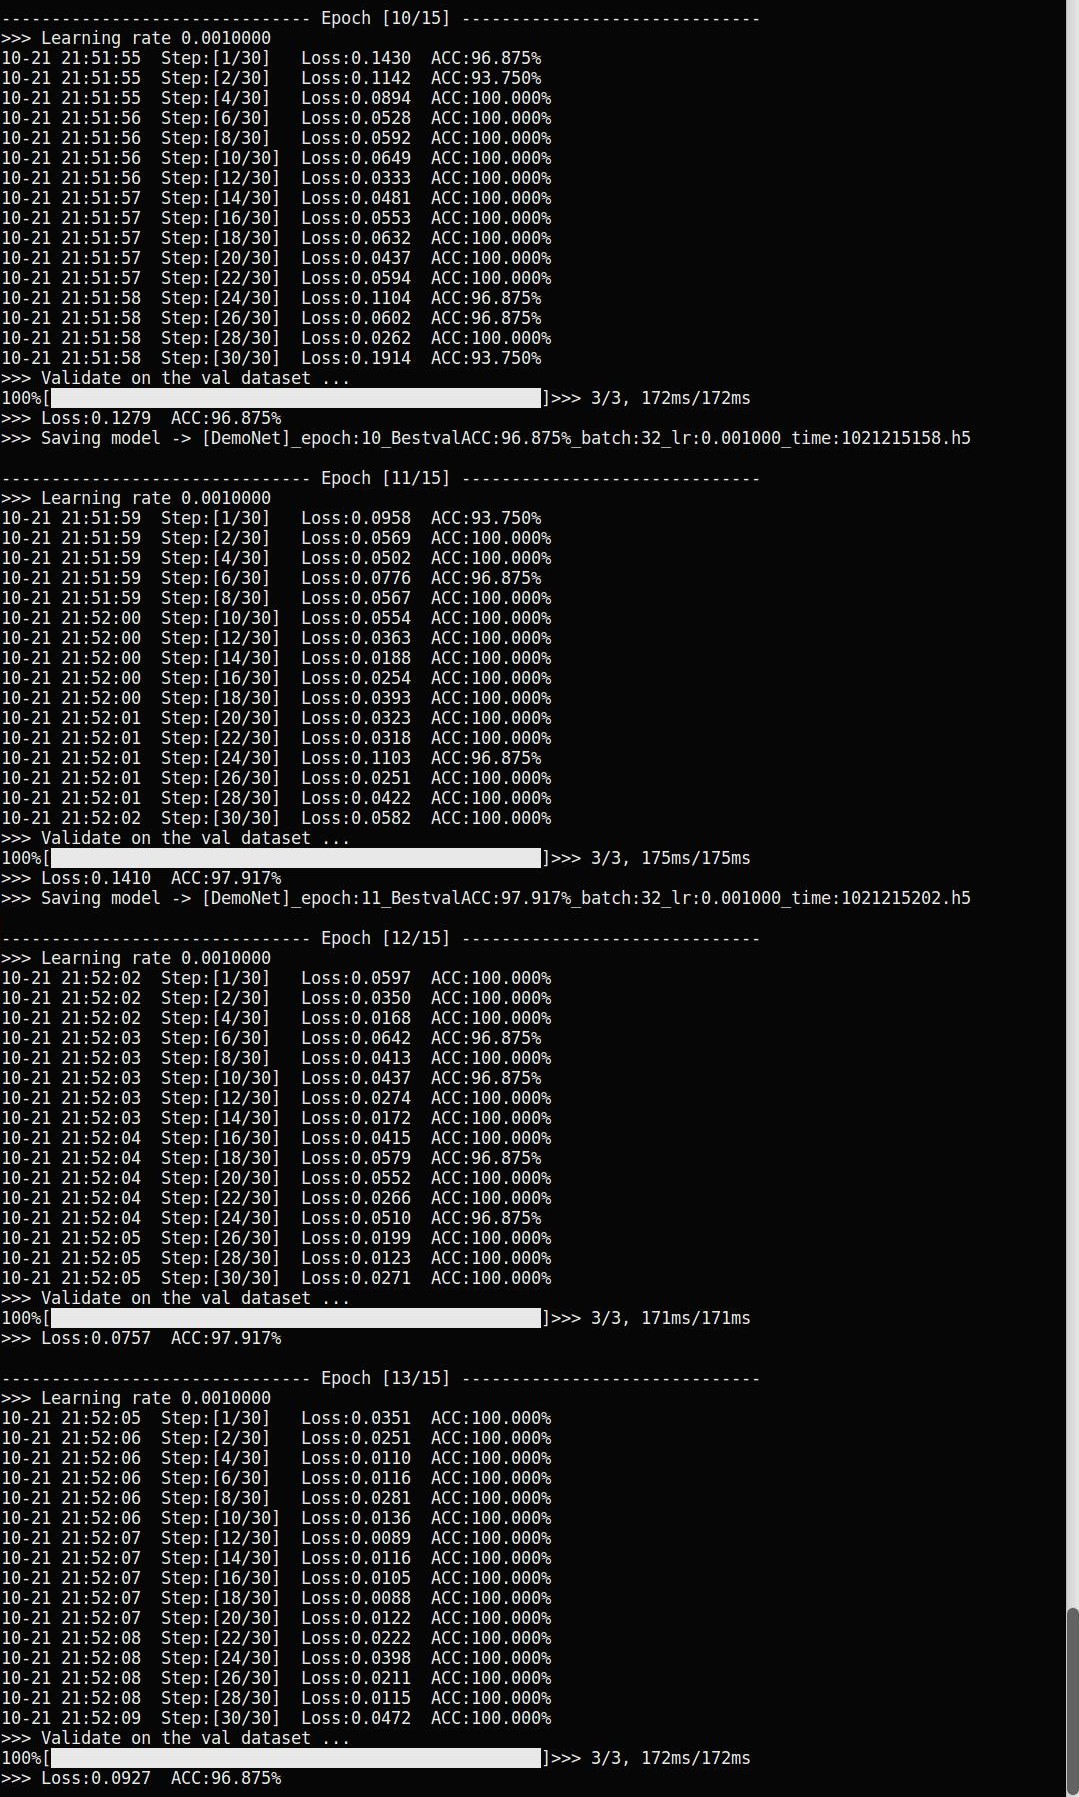 ------------------------------- Epoch [10/15] ------------------------------
>>> Learning rate 0.0010000
10-21 21:51:55  Step:[1/30]   Loss:0.1430  ACC:96.875%
10-21 21:51:55  Step:[2/30]   Loss:0.1142  ACC:93.750%
10-21 21:51:55  Step:[4/30]   Loss:0.0894  ACC:100.000%
10-21 21:51:56  Step:[6/30]   Loss:0.0528  ACC:100.000%
10-21 21:51:56  Step:[8/30]   Loss:0.0592  ACC:100.000%
10-21 21:51:56  Step:[10/30]  Loss:0.0649  ACC:100.000%
10-21 21:51:56  Step:[12/30]  Loss:0.0333  ACC:100.000%
10-21 21:51:57  Step:[14/30]  Loss:0.0481  ACC:100.000%
10-21 21:51:57  Step:[16/30]  Loss:0.0553  ACC:100.000%
10-21 21:51:57  Step:[18/30]  Loss:0.0632  ACC:100.000%
10-21 21:51:57  Step:[20/30]  Loss:0.0437  ACC:100.000%
10-21 21:51:57  Step:[22/30]  Loss:0.0594  ACC:100.000%
10-21 21:51:58  Step:[24/30]  Loss:0.1104  ACC:96.875%
10-21 21:51:58  Step:[26/30]  Loss:0.0602  ACC:96.875%
10-21 21:51:58  Step:[28/30]  Loss:0.0262  ACC:100.000%
10-21 21:51:58  Step:[30/30]  Loss:0.1914  ACC:93.750%
>>> Validate on the val dataset ...
100%[ ]>>> 3/3, 172ms/172ms
>>> Loss:0.1279  ACC:96.875%
>>> Saving model -> [DemoNet]_epoch:10_BestvalACC:96.875%_batch:32_lr:0.001000_time:1021215158.h5
------------------------------- Epoch [11/15] ------------------------------
>>> Learning rate 0.0010000
10-21 21:51:59  Step:[1/30]   Loss:0.0958  ACC:93.750%
10-21 21:51:59  Step:[2/30]   Loss:0.0569  ACC:100.000%
10-21 21:51:59  Step:[4/30]   Loss:0.0502  ACC:100.000%
10-21 21:51:59  Step:[6/30]   Loss:0.0776  ACC:96.875%
10-21 21:51:59  Step:[8/30]   Loss:0.0567  ACC:100.000%
10-21 21:52:00  Step:[10/30]  Loss:0.0554  ACC:100.000%
10-21 21:52:00  Step:[12/30]  Loss:0.0363  ACC:100.000%
10-21 21:52:00  Step:[14/30]  Loss:0.0188  ACC:100.000%
10-21 21:52:00  Step:[16/30]  Loss:0.0254  ACC:100.000%
10-21 21:52:00  Step:[18/30]  Loss:0.0393  ACC:100.000%
10-21 21:52:01  Step:[20/30]  Loss:0.0323  ACC:100.000%
10-21 21:52:01  Step:[22/30]  Loss:0.0318  ACC:100.000%
10-21 21:52:01  Step:[24/30]  Loss:0.1103  ACC:96.875%
10-21 21:52:01  Step:[26/30]  Loss:0.0251  ACC:100.000%
10-21 21:52:01  Step:[28/30]  Loss:0.0422  ACC:100.000%
10-21 21:52:02  Step:[30/30]  Loss:0.0582  ACC:100.000%
>>> Validate on the val dataset ...
100%[ ]>>> 3/3, 175ms/175ms
>>> Loss:0.1410  ACC:97.917%
>>> Saving model -> [DemoNet]_epoch:11_BestvalACC:97.917%_batch:32_lr:0.001000_time:1021215202.h5
------------------------------- Epoch [12/15] ------------------------------
>>> Learning rate 0.0010000
10-21 21:52:02  Step:[1/30]   Loss:0.0597  ACC:100.000%
10-21 21:52:02  Step:[2/30]   Loss:0.0350  ACC:100.000%
10-21 21:52:02  Step:[4/30]   Loss:0.0168  ACC:100.000%
10-21 21:52:03  Step:[6/30]   Loss:0.0642  ACC:96.875%
10-21 21:52:03  Step:[8/30]   Loss:0.0413  ACC:100.000%
10-21 21:52:03  Step:[10/30]  Loss:0.0437  ACC:96.875%
10-21 21:52:03  Step:[12/30]  Loss:0.0274  ACC:100.000%
10-21 21:52:03  Step:[14/30]  Loss:0.0172  ACC:100.000%
10-21 21:52:04  Step:[16/30]  Loss:0.0415  ACC:100.000%
10-21 21:52:04  Step:[18/30]  Loss:0.0579  ACC:96.875%
10-21 21:52:04  Step:[20/30]  Loss:0.0552  ACC:100.000%
10-21 21:52:04  Step:[22/30]  Loss:0.0266  ACC:100.000%
10-21 21:52:04  Step:[24/30]  Loss:0.0510  ACC:96.875%
10-21 21:52:05  Step:[26/30]  Loss:0.0199  ACC:100.000%
10-21 21:52:05  Step:[28/30]  Loss:0.0123  ACC:100.000%
10-21 21:52:05  Step:[30/30]  Loss:0.0271  ACC:100.000%
>>> Validate on the val dataset ...
100%[ ]>>> 3/3, 171ms/171ms
>>> Loss:0.0757  ACC:97.917%
------------------------------- Epoch [13/15] ------------------------------
>>> Learning rate 0.0010000
10-21 21:52:05  Step:[1/30]   Loss:0.0351  ACC:100.000%
10-21 21:52:06  Step:[2/30]   Loss:0.0251  ACC:100.000%
10-21 21:52:06  Step:[4/30]   Loss:0.0110  ACC:100.000%
10-21 21:52:06  Step:[6/30]   Loss:0.0116  ACC:100.000%
10-21 21:52:06  Step:[8/30]   Loss:0.0281  ACC:100.000%
10-21 21:52:06  Step:[10/30]  Loss:0.0136  ACC:100.000%
10-21 21:52:07  Step:[12/30]  Loss:0.0089  ACC:100.000%
10-21 21:52:07  Step:[14/30]  Loss:0.0116  ACC:100.000%
10-21 21:52:07  Step:[16/30]  Loss:0.0105  ACC:100.000%
10-21 21:52:07  Step:[18/30]  Loss:0.0088  ACC:100.000%
10-21 21:52:07  Step:[20/30]  Loss:0.0122  ACC:100.000%
10-21 21:52:08  Step:[22/30]  Loss:0.0222  ACC:100.000%
10-21 21:52:08  Step:[24/30]  Loss:0.0398  ACC:100.000%
10-21 21:52:08  Step:[26/30]  Loss:0.0211  ACC:100.000%
10-21 21:52:08  Step:[28/30]  Loss:0.0115  ACC:100.000%
10-21 21:52:09  Step:[30/30]  Loss:0.0472  ACC:100.000%
>>> Validate on the val dataset ...
100%[ ]>>> 3/3, 172ms/172ms
>>> Loss:0.0927  ACC:96.875%